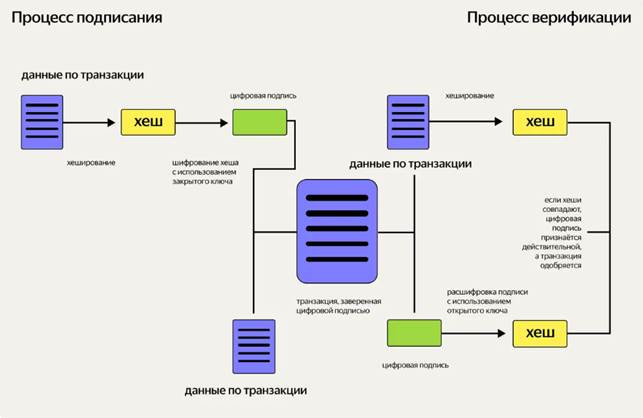 Процесс подписания
Процесс верификации
данные по транзакции
цифровая подпись
хеширование
хеш
хеш
хеширование
шифрование хеша
с использованием
закрытого ключа
данные по транзакции
если хеши
совпадают,
цифровая
подпись
признаётся
действительной,
а транзакция
одобряется
транзакция, заверенная
цифровой подписью
расшифровка подписи
с использованием
открытого ключа
хеш
цифровая подпись
данные по транзакции